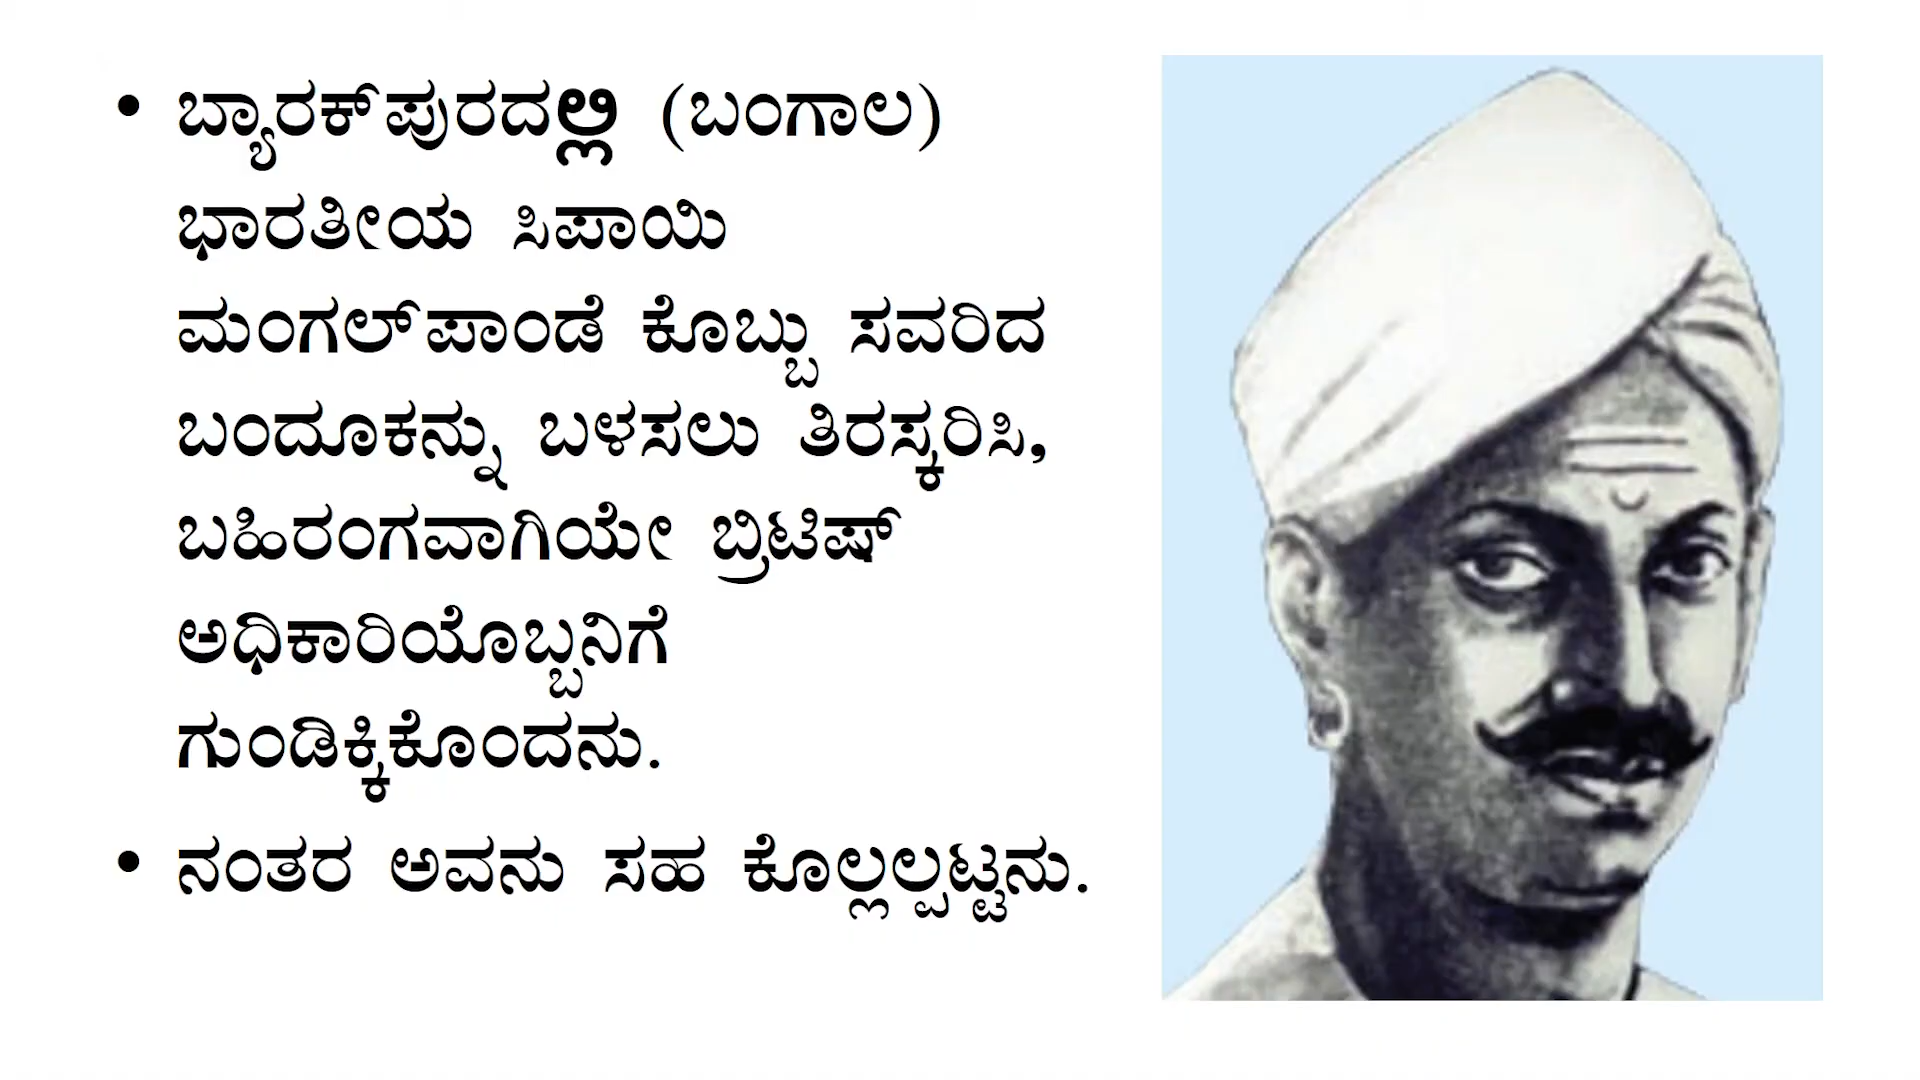 • ಬ್ಯಾರಕ್‌ಪುರದಲ್ಲಿ (ಬಂಗಾಲ)
ಭಾರತೀಯ ಸಿಪಾಯಿ
ಮಂಗಲ್‌ಪಾಂಡೆ ಕೊಬ್ಬು ಸವರಿದ
ಬಂದೂಕನ್ನು ಬಳಸಲು ತಿರಸ್ಕರಿಸಿ,
ಬಹಿರಂಗವಾಗಿಯೇ ಬ್ರಿಟಿಷ್
ಅಧಿಕಾರಿಯೊಬ್ಬನಿಗೆ
ಗುಂಡಿಕ್ಕಿಕೊಂದನು.
• ನಂತರ ಅವನು ಸಹ ಕೊಲ್ಲಲ್ಪಟ್ಟನು.